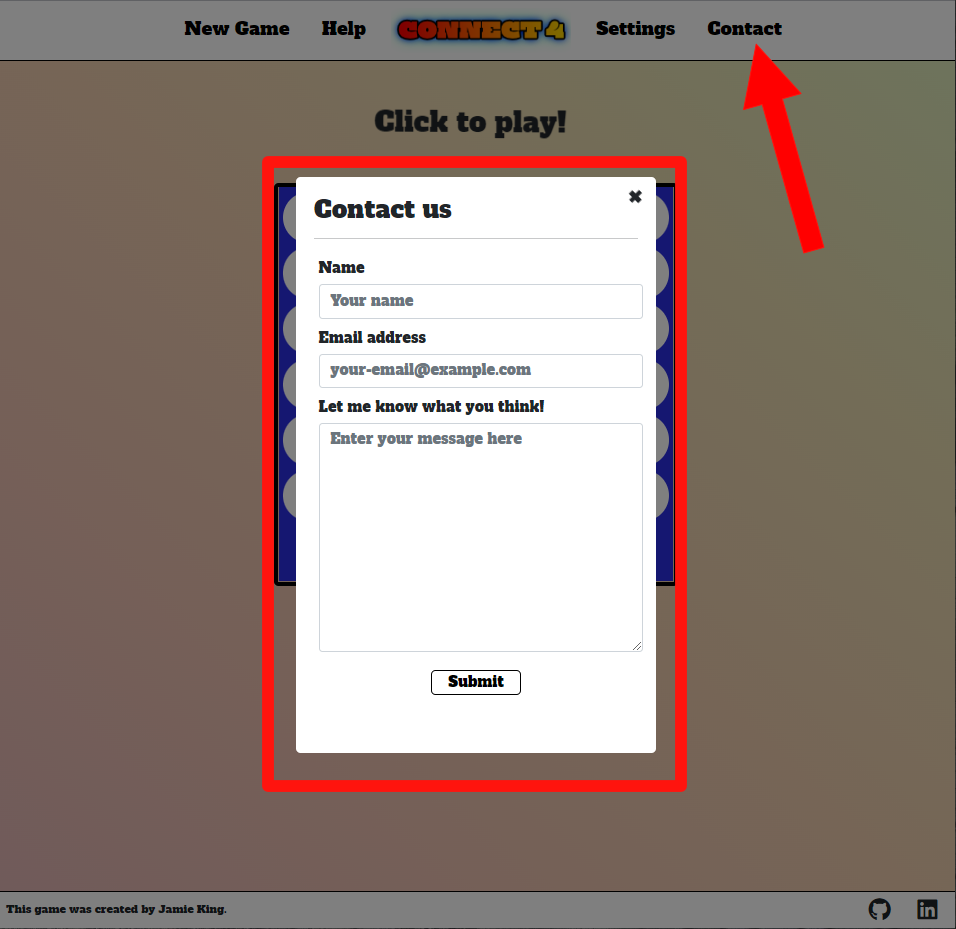 New Game Help CONNECT 4 Settings Contact
Click to play!
Contact us
Name
Your name
Email address
your-email@example.com
Let me know what you think!
Enter your message here
Submit
This game was created by Jamie King.
in